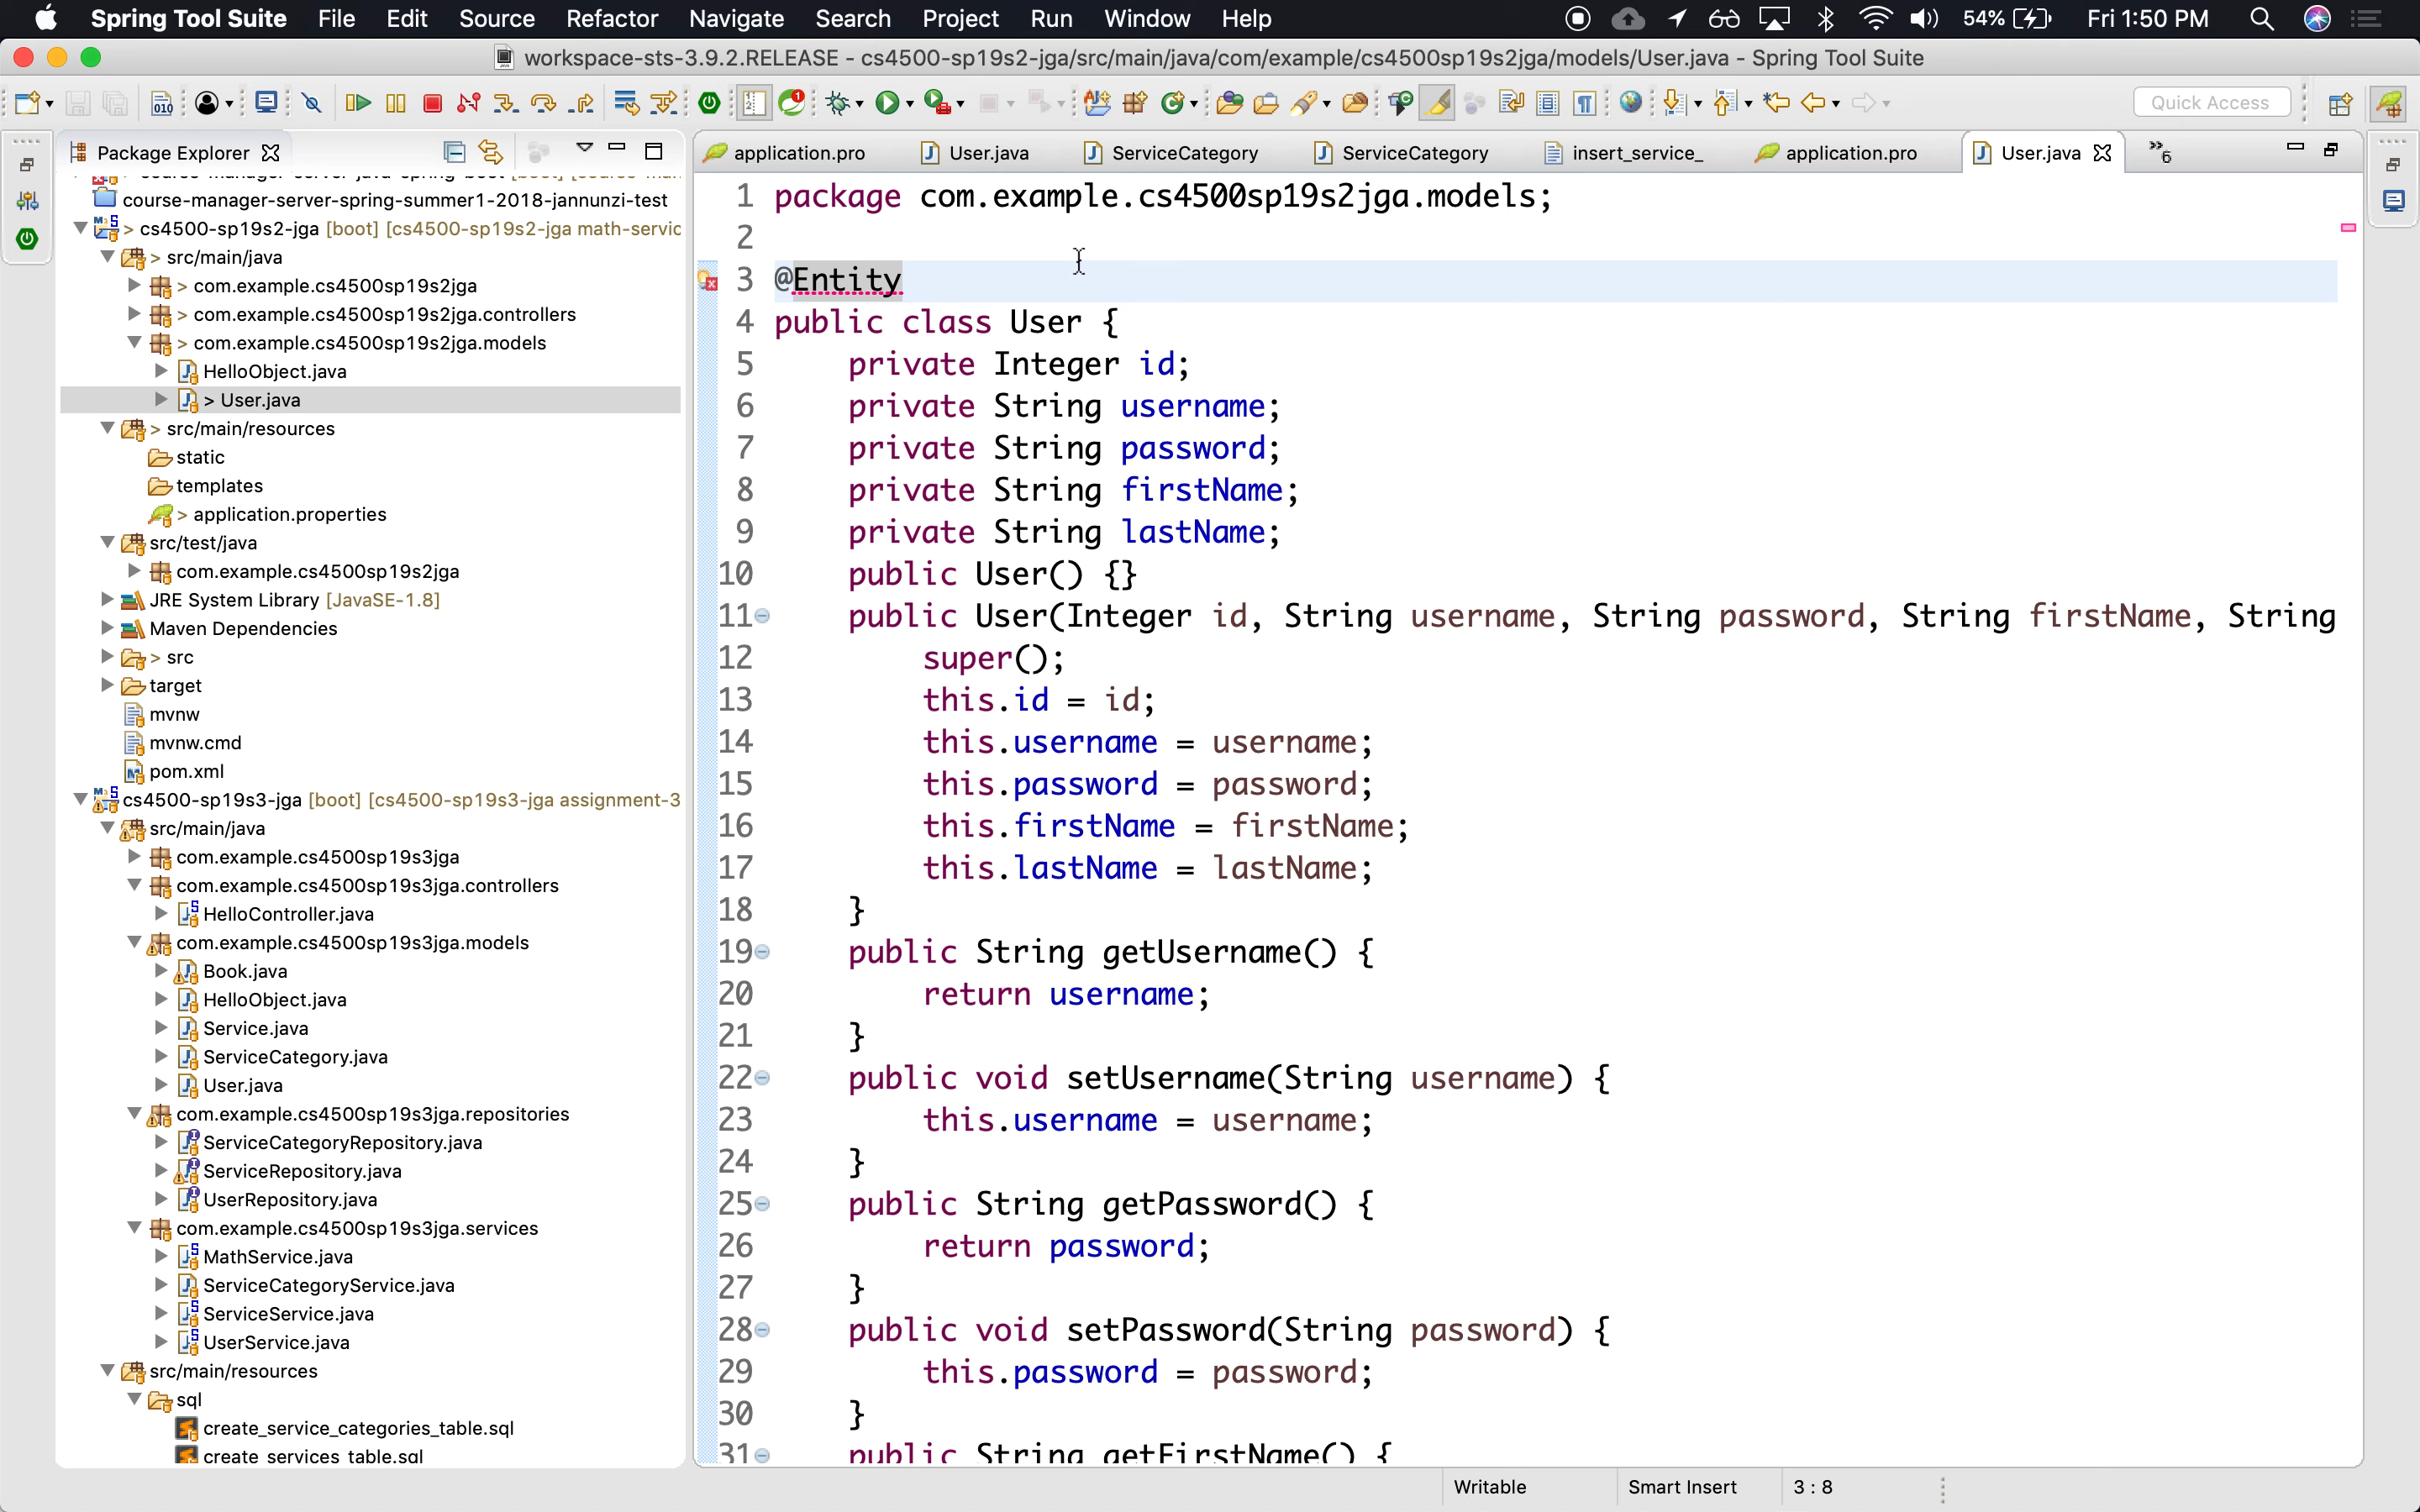 Spring Tool Suite File Edit Source Refactor Navigate Search Project Run Window Help 54% Fri 1:50 PM
workspace-sts-3.9.2.RELEASE - cs4500-sp19s2-jga/src/main/java/com/example/cs4500sp19s2jga/models/User.java - Spring Tool Suite
Quick Access
Package Explorer
course-manager-server-spring-summer1-2018-jannunzi-test
> cs4500-sp19s2-jga [boot] [cs4500-sp19s2-jga math-servic
> src/main/java
> com.example.cs4500sp19s2jga
> com.example.cs4500sp19s2jga.controllers
> com.example.cs4500sp19s2jga.models
HelloObject.java
> User.java
> src/main/resources
static
templates
> application.properties
src/test/java
com.example.cs4500sp19s2jga
JRE System Library [JavaSE-1.8]
Maven Dependencies
> src
target
mvnw
mvnw.cmd
pom.xml
cs4500-sp19s3-jga [boot] [cs4500-sp19s3-jga assignment-3
src/main/java
com.example.cs4500sp19s3jga
com.example.cs4500sp19s3jga.controllers
HelloController.java
com.example.cs4500sp19s3jga.models
Book.java
HelloObject.java
Service.java
ServiceCategory.java
User.java
com.example.cs4500sp19s3jga.repositories
ServiceCategoryRepository.java
ServiceRepository.java
UserRepository.java
com.example.cs4500sp19s3jga.services
MathService.java
ServiceCategoryService.java
ServiceService.java
UserService.java
src/main/resources
sql
create_service_categories_table.sql
create services table.sql
application.pro User.java ServiceCategory ServiceCategory insert_service_ application.pro User.java »6
1 package com.example.cs4500sp19s2jga.models;
2
3 @Entity
4 public class User {
5 private Integer id;
6 private String username;
7 private String password;
8 private String firstName;
9 private String lastName;
10 public User() {}
11 public User(Integer id, String username, String password, String firstName, String
12 super();
13 this.id = id;
14 this.username = username;
15 this.password = password;
16 this.firstName = firstName;
17 this.lastName = lastName;
18 }
19 public String getUsername() {
20 return username;
21 }
22 public void setUsername(String username) {
23 this.username = username;
24 }
25 public String getPassword() {
26 return password;
27 }
28 public void setPassword(String password) {
29 this.password = password;
30 }
31 public String getFirstName() {
Writable Smart Insert 3 : 8